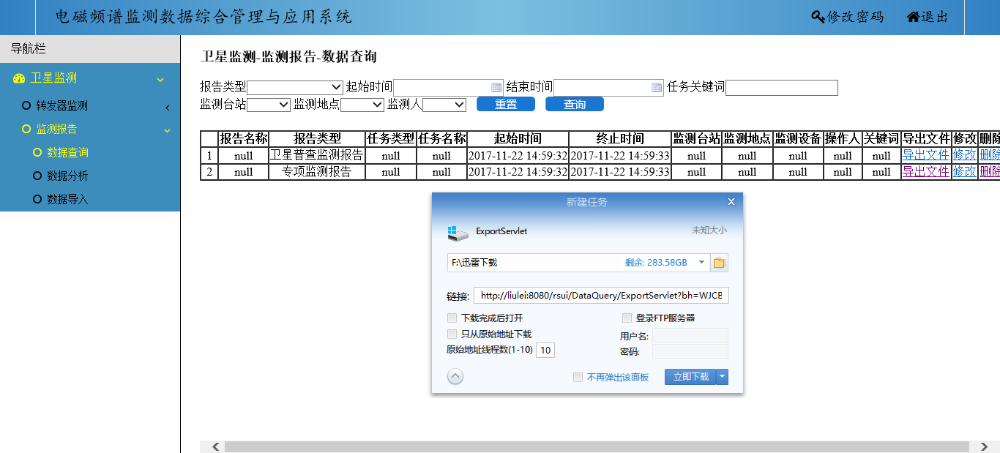 电磁频谱监测数据综合管理与应用系统 修改密码 退出
导航栏
卫星监测
转发器监测
监测报告
数据查询
数据分析
数据导入
卫星监测-监测报告-数据查询
报告类型 起始时间 结束时间 任务关键词
监测台站 监测地点 监测人 重置 查询
报告名称 报告类型 任务类型 任务名称 起始时间 终止时间 监测台站 监测地点 监测设备 操作人 关键词 导出文件 修改 删除
1 null 卫星普查监测报告 null null 2017-11-22 14:59:32 2017-11-22 14:59:33 null null null null null 导出文件 修改 删除
2 null 专项监测报告 null null 2017-11-22 14:59:32 2017-11-22 14:59:33 null null null null null 导出文件 修改 删除
新建任务
ExportServlet 未知大小
F:\迅雷下载 剩余: 283.58GB
链接: http://liulei:8080/rsui/DataQuery/ExportServlet?bh=WJCB
下载完成后打开 登录FTP服务器
只从原始地址下载 用户名:
原始地址线程数(1-10) 10 密码:
不再弹出该面板 立即下载